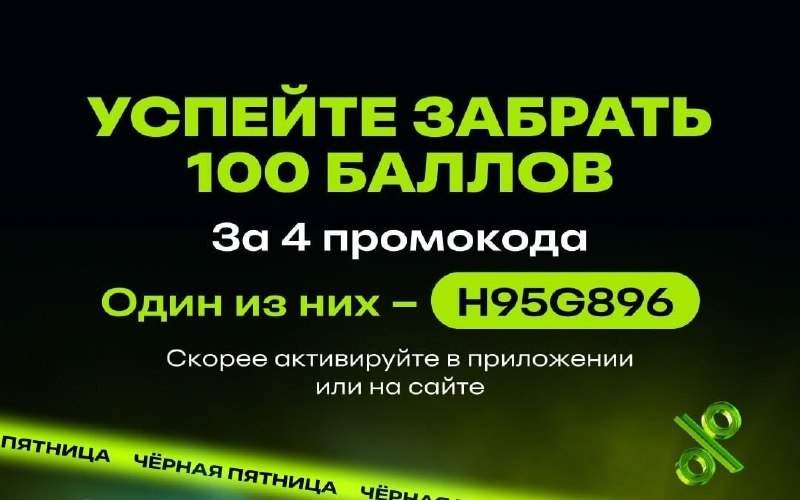 УСПЕЙТЕ ЗАБРАТЬ
100 БАЛЛОВ
За 4 промокода
Один из них – H95G896
Скорее активируйте в приложении
или на сайте
ПЯТНИЦА ЧЁРНАЯ ПЯТНИЦА ЧЁРНАЯ
%